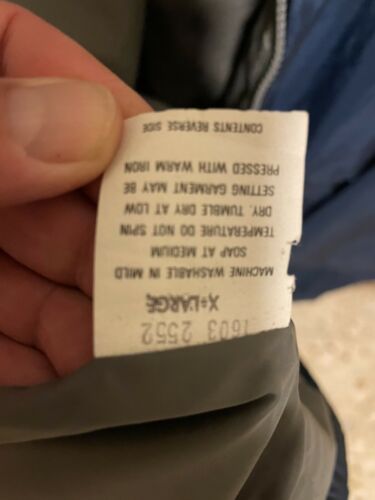 1603 2552
X-LARGE
MACHINE WASHABLE IN MILD
SOAP AT MEDIUM
TEMPERATURE DO NOT SPIN
DRY. TUMBLE DRY AT LOW
SETTING GARMENT MAY BE
PRESSED WITH WARM IRON
CONTENTS REVERSE SIDE